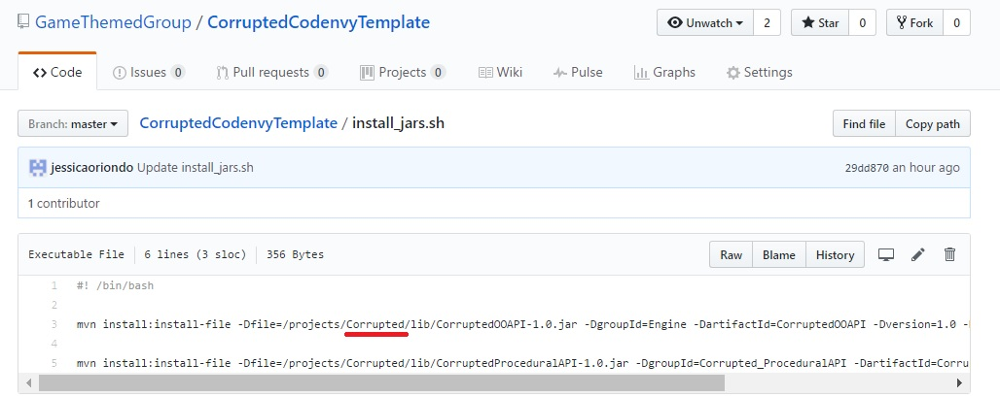 GameThemedGroup / CorruptedCodenvyTemplate
Unwatch 2 Star 0 Fork 0
Code Issues 0 Pull requests 0 Projects 0 Wiki Pulse Graphs Settings
Branch: master CorruptedCodenvyTemplate / install_jars.sh Find file Copy path
jessicaoriondo Update install_jars.sh 29dd870 an hour ago
1 contributor
Executable File 6 lines (3 sloc) 356 Bytes Raw Blame History
1 #! /bin/bash
2
3 mvn install:install-file -Dfile=/projects/Corrupted/lib/CorruptedOOAPI-1.0.jar -DgroupId=Engine -DartifactId=CorruptedOOAPI -Dversion=1.0 -
4
5 mvn install:install-file -Dfile=/projects/Corrupted/lib/CorruptedProceduralAPI-1.0.jar -DgroupId=Corrupted_ProceduralAPI -DartifactId=Corru